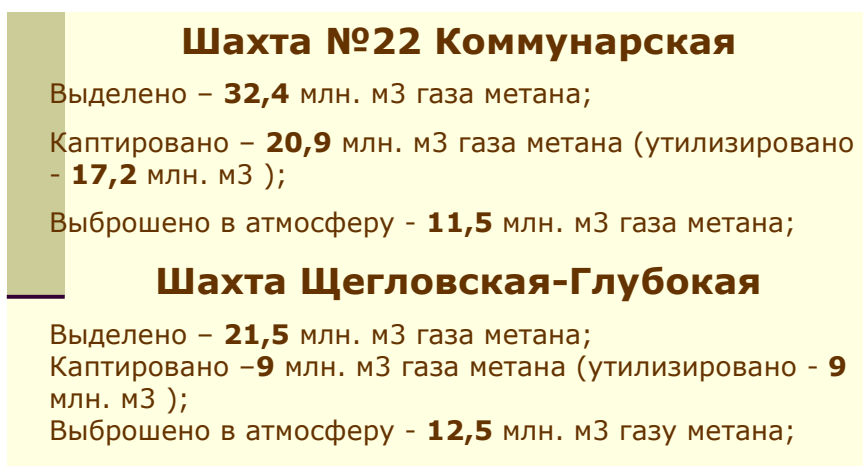 Шахта №22 Коммунарская
Выделено – 32,4 млн. м3 газа метана;
Каптировано – 20,9 млн. м3 газа метана (утилизировано
- 17,2 млн. м3 );
Выброшено в атмосферу - 11,5 млн. м3 газа метана;
Шахта Щегловская-Глубокая
Выделено – 21,5 млн. м3 газа метана;
Каптировано –9 млн. м3 газа метана (утилизировано - 9
млн. м3 );
Выброшено в атмосферу - 12,5 млн. м3 газу метана;